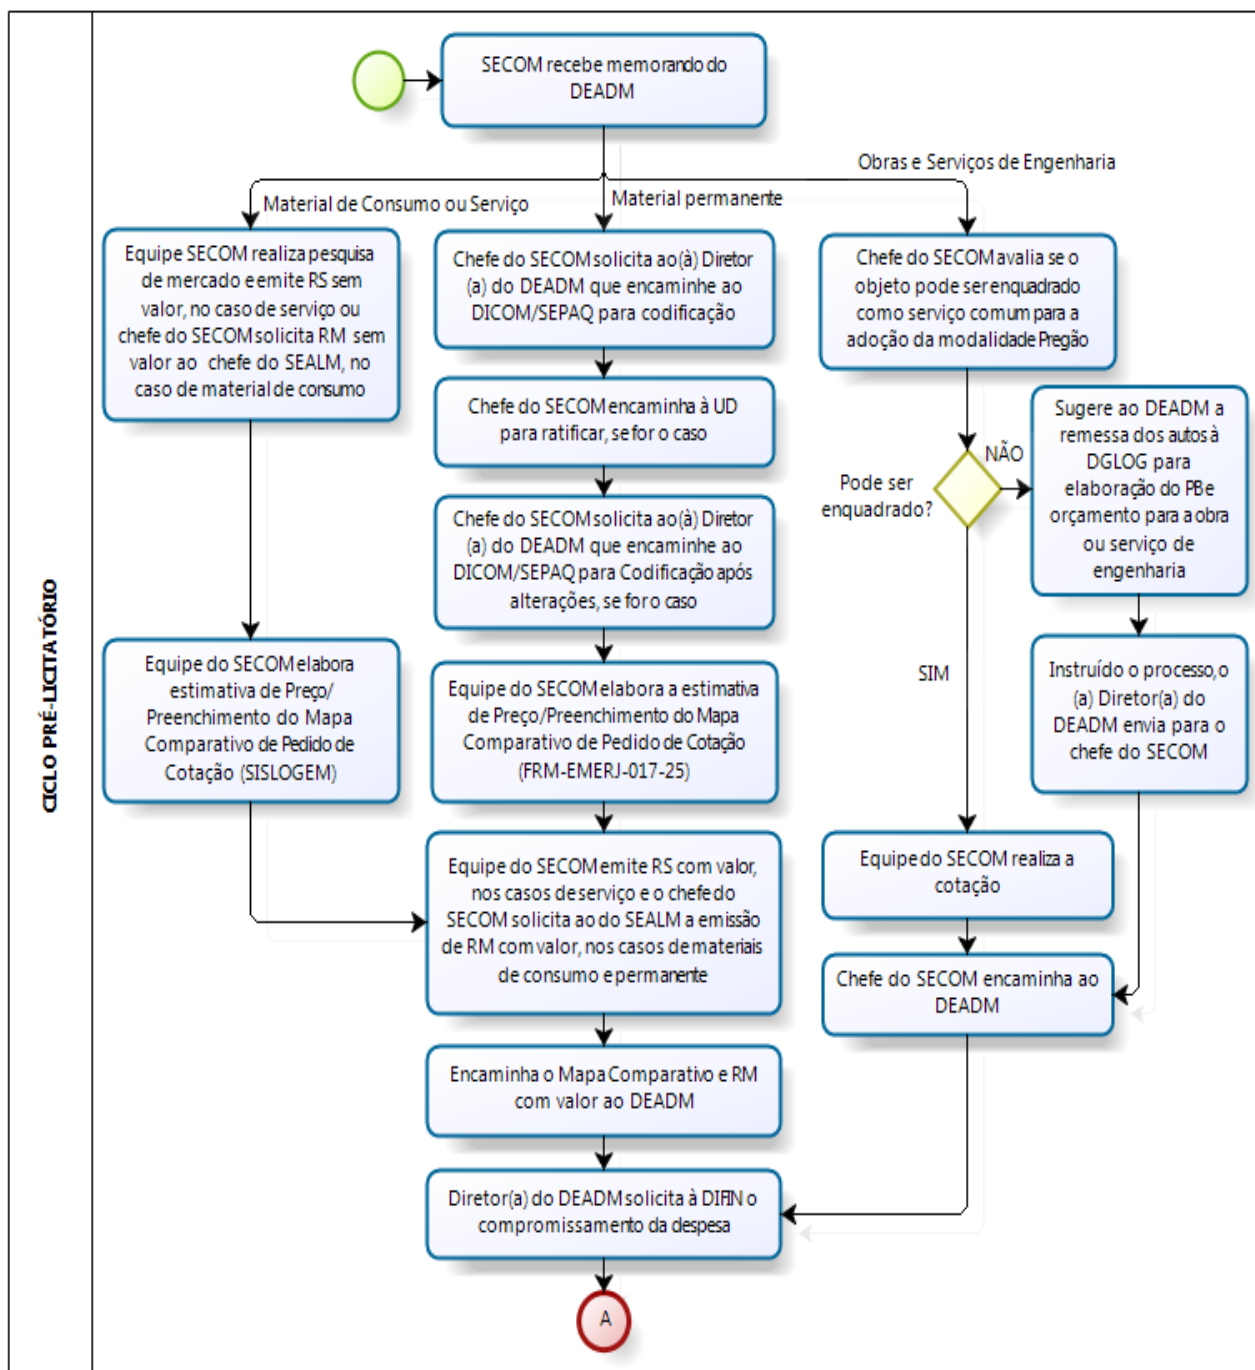 CICLO PRÉ-LICITATÓRIO
SECOM recebe memorando do
DEADM
Obras e Serviços de Engenharia
Material de Consumo ou Serviço
Material permanente
Equipe SECOM realiza pesquisa
de mercado e emite RS sem
valor, no caso de serviço ou
chefe do SECOM solicita RM sem
valor ao chefe do SEALM, no
caso de material de consumo
Chefe do SECOM solicita ao(à) Diretor
(a) do DEADM que encaminhe ao
DICOM/SEPAQ para codificação
Chefe do SECOM avalia se o
objeto pode ser enquadrado
como serviço comum para a
adoção da modalidade Pregão
Chefe do SECOM encaminha à UD
para ratificar, se for o caso
Pode ser
enquadrado?
NÃO
Sugere ao DEADM a
remessa dos autos à
DGLOG para
elaboração do PB e
orçamento para a obra
ou serviço de
engenharia
Chefe do SECOM solicita ao(à) Diretor
(a) do DEADM que encaminhe ao
DICOM/SEPAQ para Codificação após
alterações, se for o caso
SIM
Equipe do SECOM elabora
estimativa de Preço/
Preenchimento do Mapa
Comparativo de Pedido de
Cotação (SISLOGEM)
Equipe do SECOM elabora a estimativa
de Preço/Preenchimento do Mapa
Comparativo de Pedido de Cotação
(FRM-EMERJ-017-25)
Instruído o processo, o
(a) Diretor(a) do
DEADM envia para o
chefe do SECOM
Equipe do SECOM emite RS com valor,
nos casos de serviço e o chefe do
SECOM solicita ao do SEALM a emissão
de RM com valor, nos casos de materiais
de consumo e permanente
Equipe do SECOM realiza a
cotação
Chefe do SECOM encaminha ao
DEADM
Encaminha o Mapa Comparativo e RM
com valor ao DEADM
Diretor(a) do DEADM solicita à DIFIN o
compromissamento da despesa
A